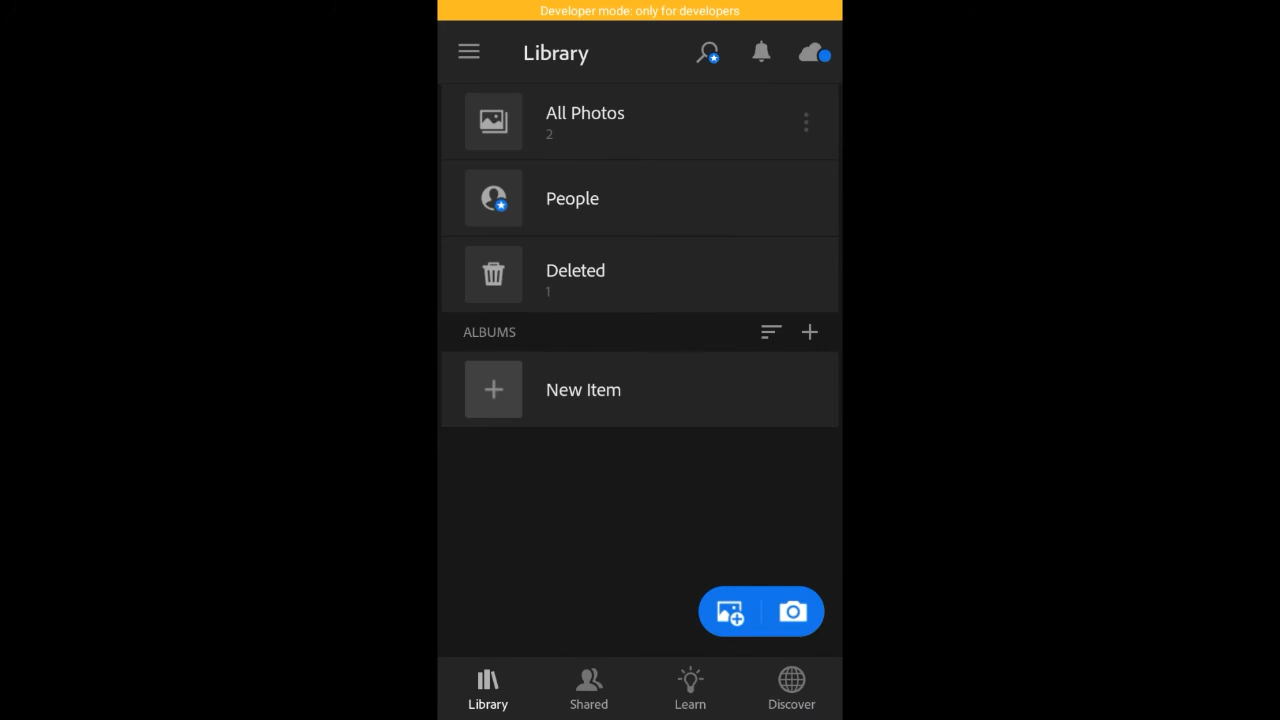 Developer mode: only for developers
Library
All Photos
2
People
Deleted
1
ALBUMS
New Item
Library
Shared
Learn
Discover